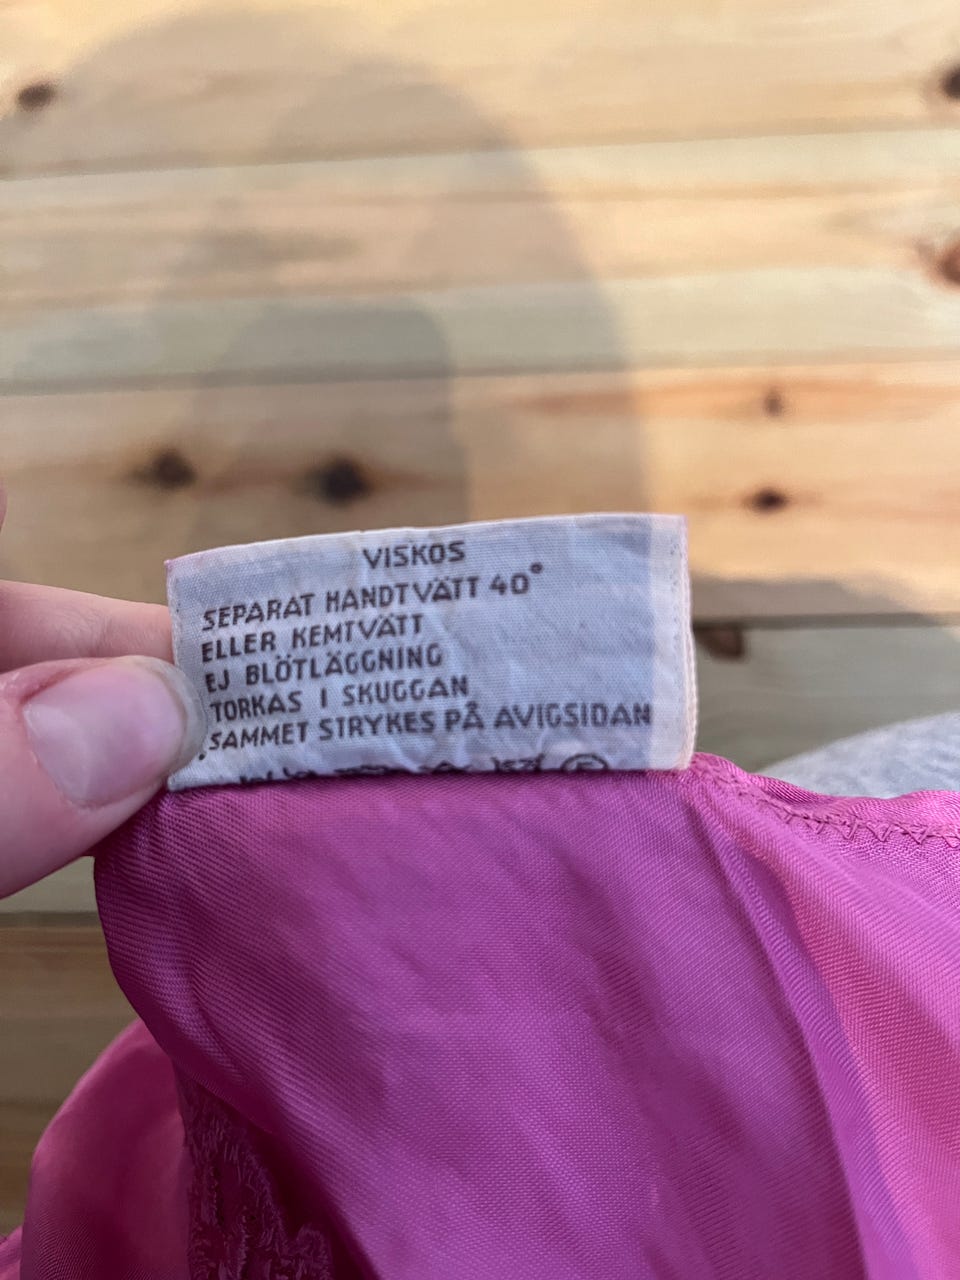 VISKOS
SEPARAT HANDTVÄTT 40°
ELLER KEMTVÄTT
EJ BLÖTLÄGGNING
TORKAS I SKUGGAN
SAMMET STRYKES PÅ AVIGSIDAN